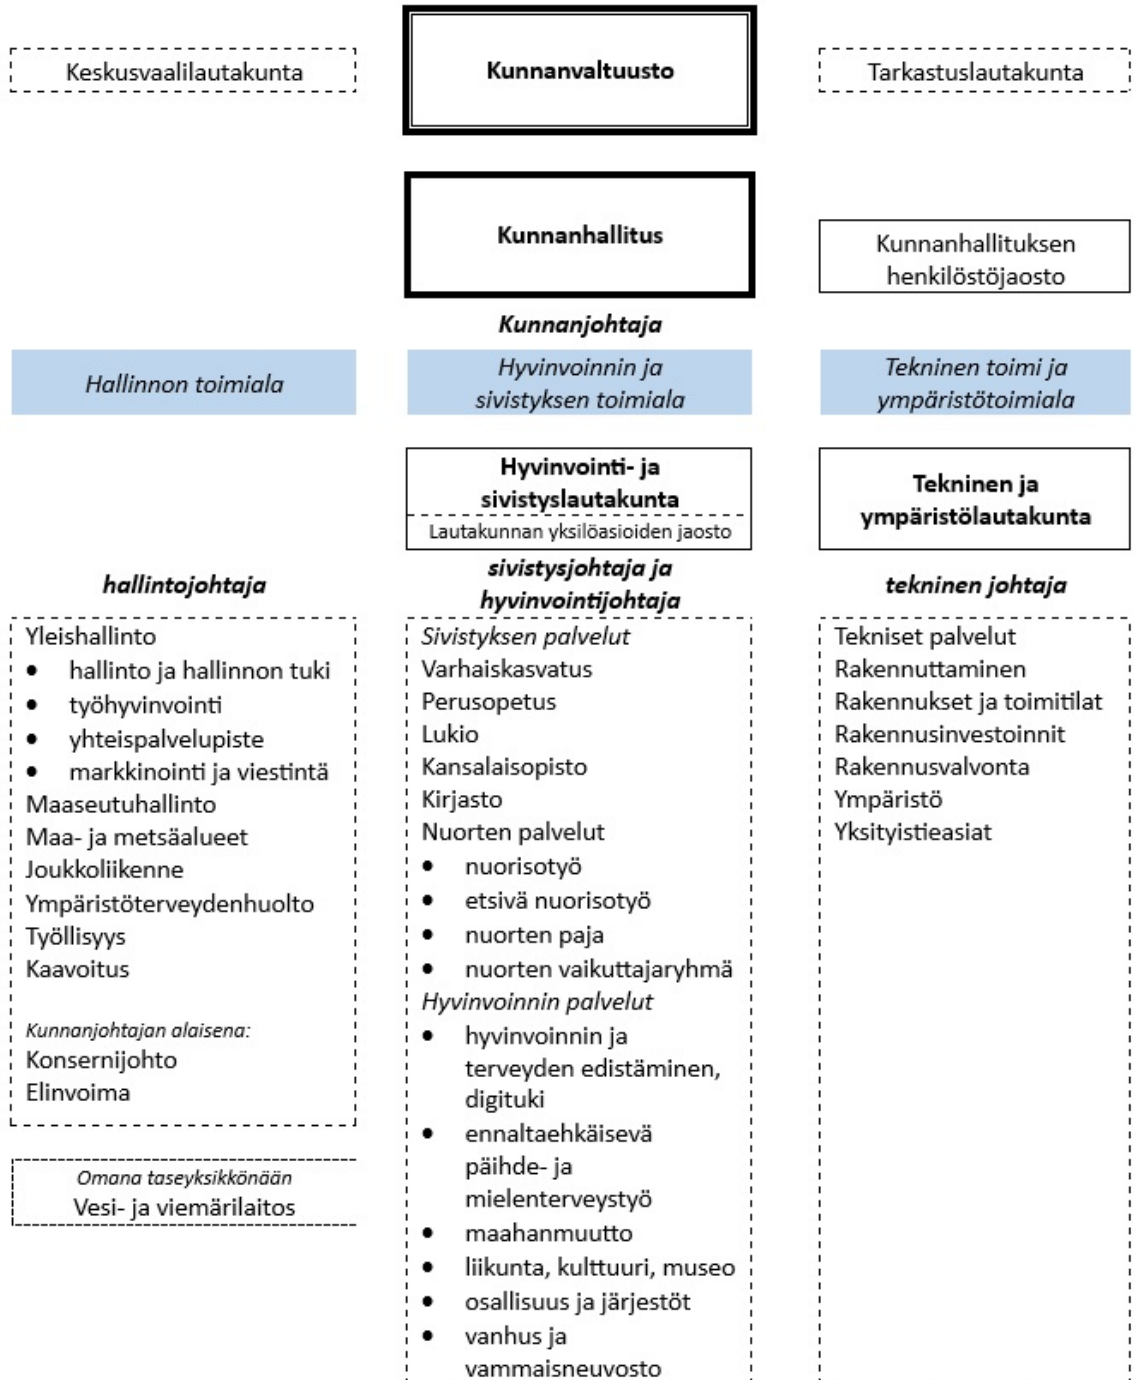 Keskusvaalilautakunta
Kunnanvaltuusto
Tarkastuslautakunta
Kunnanhallitus
Kunnanhallituksen
henkilöstöjaosto
Kunnanjohtaja
Hallinnon toimiala
Hyvinvoinnin ja
sivistyksen toimiala
Tekninen toimi ja
ympäristötoimiala
Hyvinvointi- ja
sivistyslautakunta
Lautakunnan yksilöasioiden jaosto
Tekninen ja
ympäristölautakunta
hallintojohtaja
sivistysjohtaja ja
hyvinvointijohtaja
tekninen johtaja
Yleishallinto
• hallinto ja hallinnon tuki
• työhyvinvointi
• yhteispalvelupiste
• markkinointi ja viestintä
Maaseutuhallinto
Maa- ja metsäalueet
Joukkoliikenne
Ympäristöterveydenhuolto
Työllisyys
Kaavoitus
Kunnanjohtajan alaisena:
Konsernijohto
Elinvoima
Omana taseyksikkönään
Vesi- ja viemärilaitos
Sivistyksen palvelut
Varhaiskasvatus
Perusopetus
Lukio
Kansalaisopisto
Kirjasto
Nuorten palvelut
• nuorisotyö
• etsivä nuorisotyö
• nuorten paja
• nuorten vaikuttajaryhmä
Hyvinvoinnin palvelut
• hyvinvoinnin ja
terveyden edistäminen,
digituki
• ennaltaehkäisevä
päihde- ja
mielenterveystyö
• maahanmuutto
• liikunta, kulttuuri, museo
• osallisuus ja järjestöt
• vanhus ja
vammaisneuvosto
Tekniset palvelut
Rakennuttaminen
Rakennukset ja toimitilat
Rakennusinvestoinnit
Rakennusvalvonta
Ympäristö
Yksityistieasiat